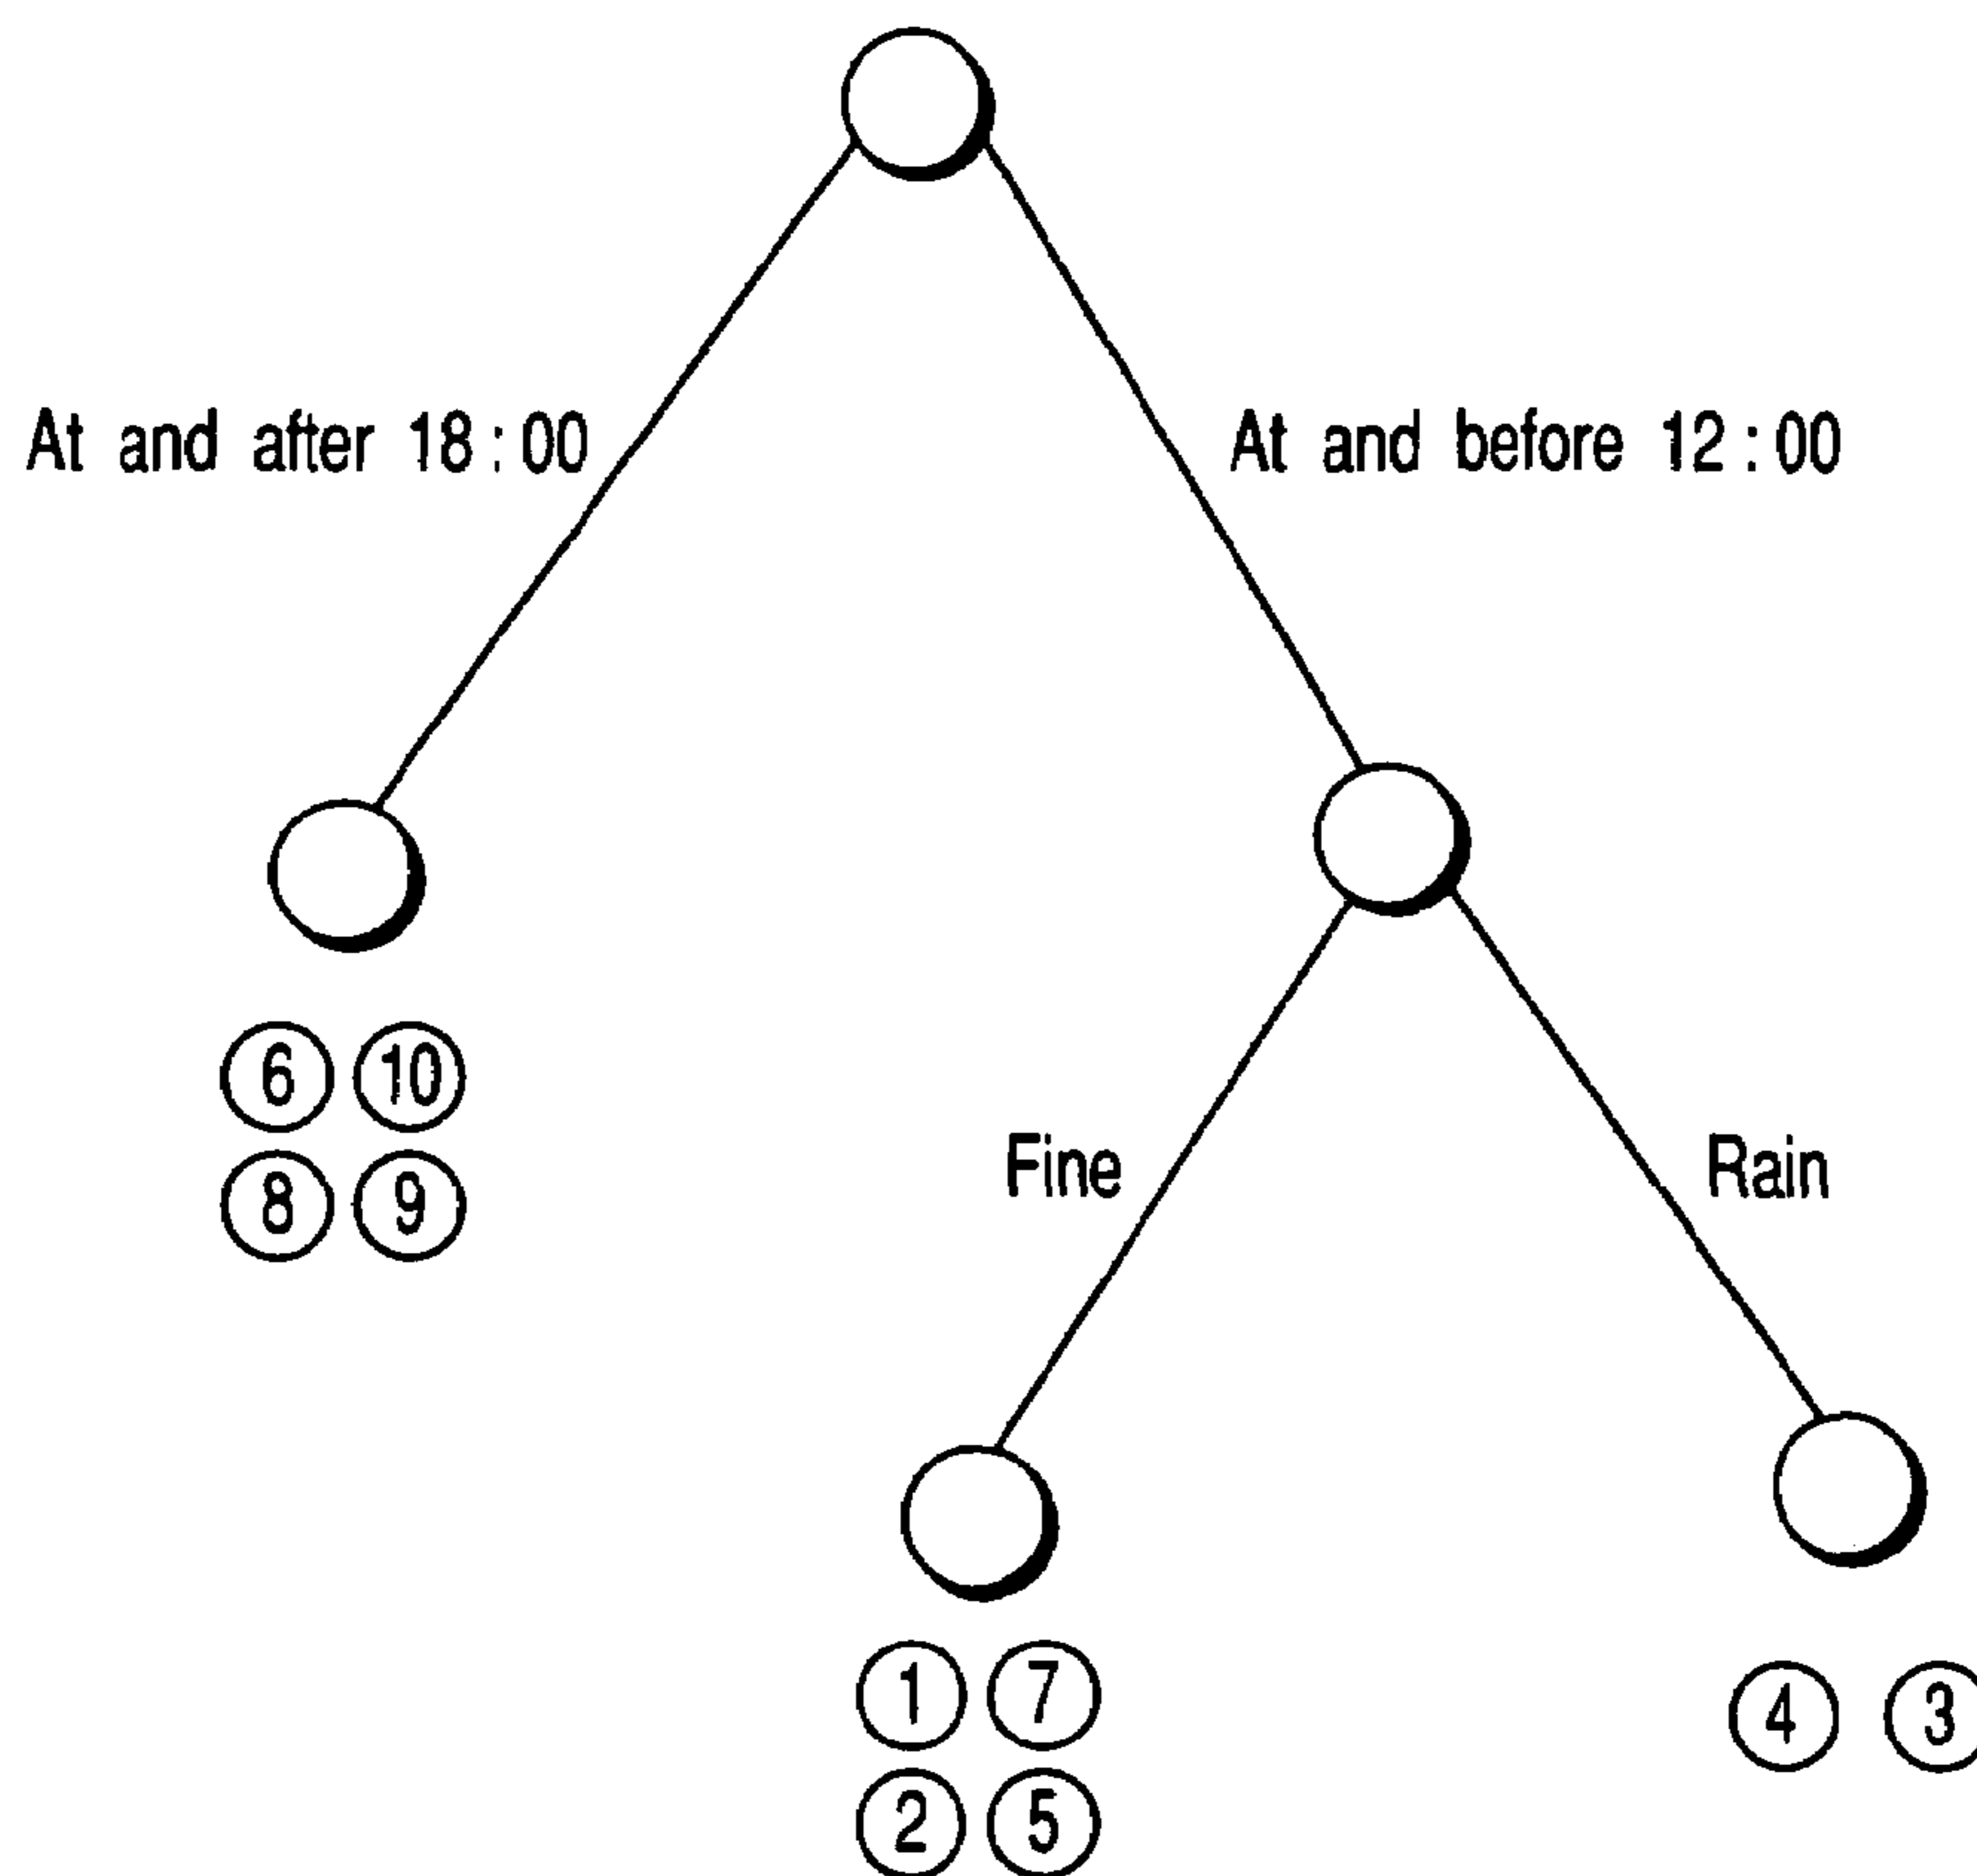 At and after 18:00
At and before 12:00
6 10
8 9
Fine
Rain
1 7
2 5
4 3